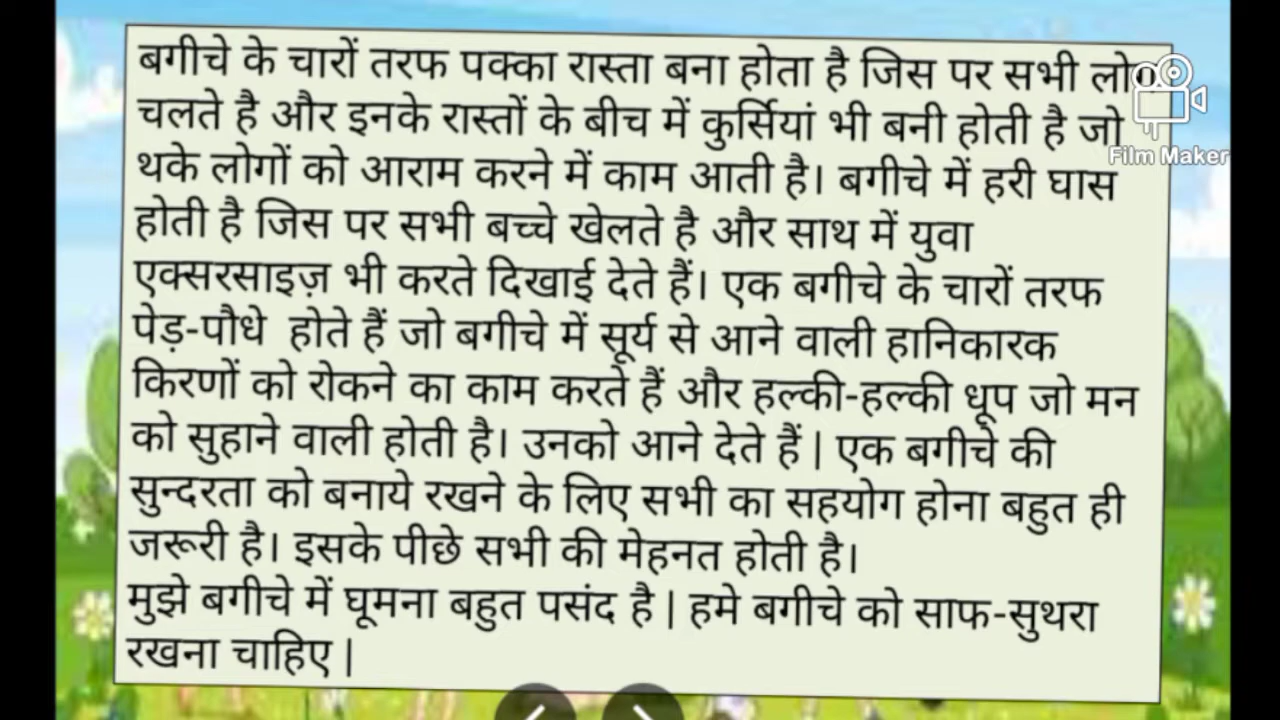 बगीचे के चारों तरफ पक्का रास्ता बना होता है जिस पर सभी लोग
चलते है और इनके रास्तों के बीच में कुर्सियां भी बनी होती है जो
थके लोगों को आराम करने में काम आती है। बगीचे में हरी घास
होती है जिस पर सभी बच्चे खेलते है और साथ में युवा
एक्सरसाइज़ भी करते दिखाई देते हैं। एक बगीचे के चारों तरफ
पेड़-पौधे होते हैं जो बगीचे में सूर्य से आने वाली हानिकारक
किरणों को रोकने का काम करते हैं और हल्की-हल्की धूप जो मन
को सुहाने वाली होती है। उनको आने देते हैं | एक बगीचे की
सुन्दरता को बनाये रखने के लिए सभी का सहयोग होना बहुत ही
जरूरी है। इसके पीछे सभी की मेहनत होती है।
मुझे बगीचे में घूमना बहुत पसंद है | हमे बगीचे को साफ-सुथरा
रखना चाहिए |
Film Maker